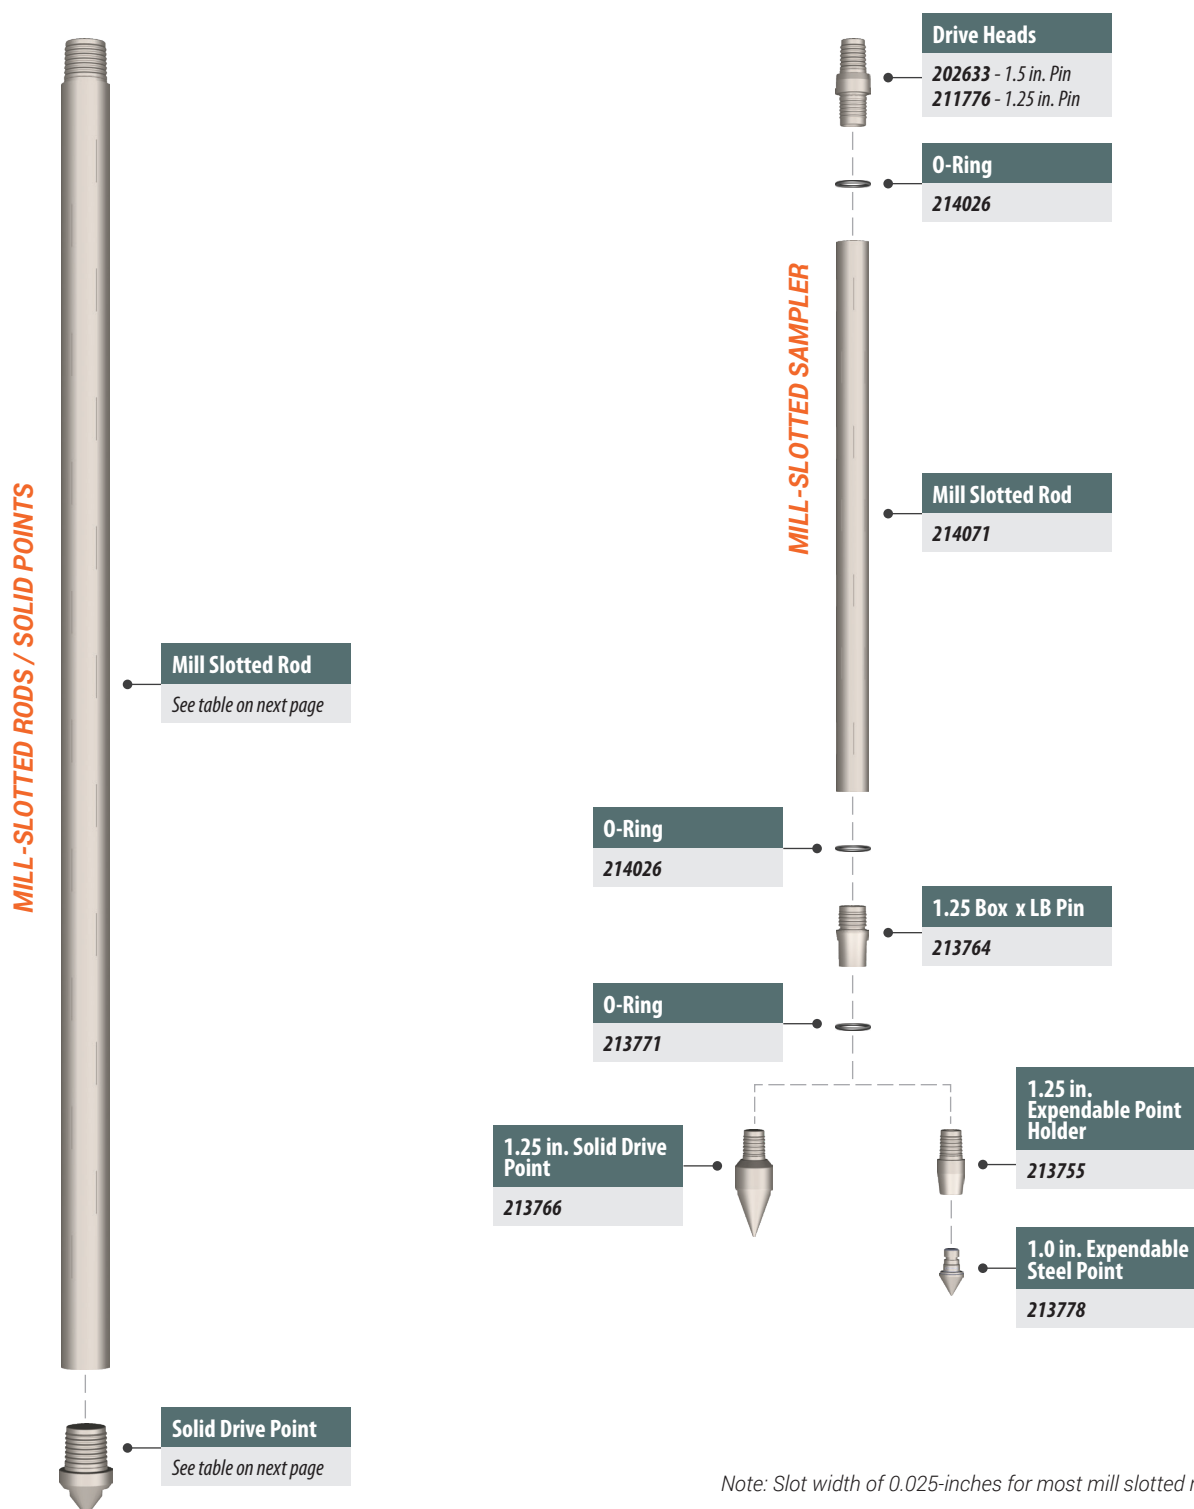 MILL-SLOTTED RODS / SOLID POINTS
Mill Slotted Rod
See table on next page
Solid Drive Point
See table on next page
MILL-SLOTTED SAMPLER
Drive Heads
202633 - 1.5 in. Pin
211776 - 1.25 in. Pin
O-Ring
214026
Mill Slotted Rod
214071
O-Ring
214026
1.25 Box x LB Pin
213764
O-Ring
213771
1.25 in. Solid Drive
Point
213766
1.25 in.
Expendable Point
Holder
213755
1.0 in. Expendable
Steel Point
213778
Note: Slot width of 0.025-inches for most mill slotted